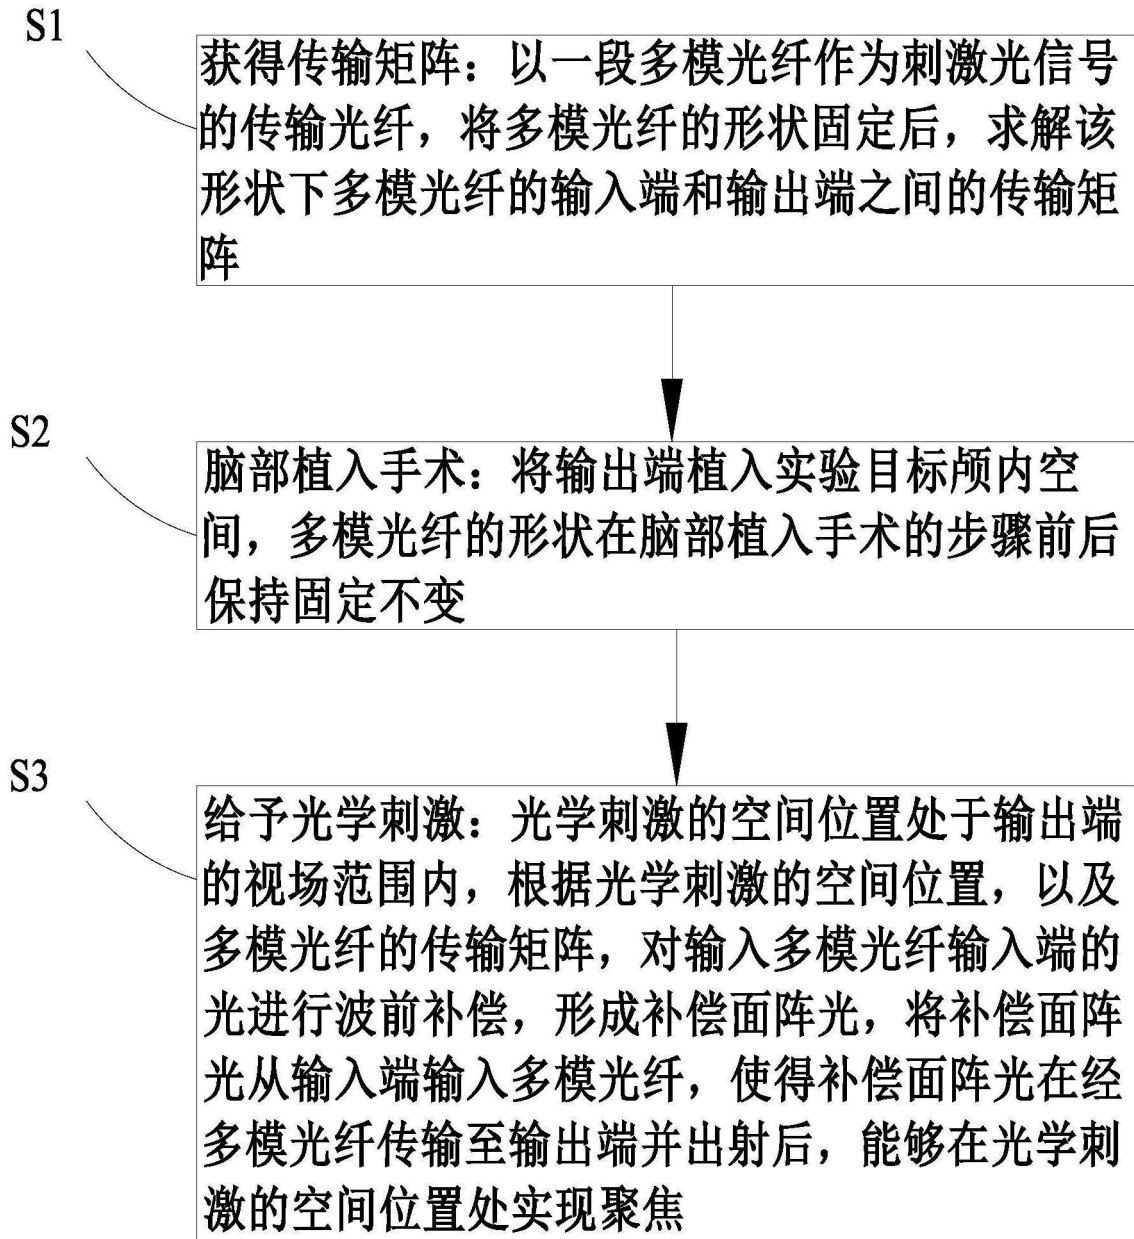 S1
获得传输矩阵：以一段多模光纤作为刺激光信号
的传输光纤，将多模光纤的形状固定后，求解该
形状下多模光纤的输入端和输出端之间的传输矩
阵
S2
脑部植入手术：将输出端植入实验目标颅内空
间，多模光纤的形状在脑部植入手术的步骤前后
保持固定不变
S3
给予光学刺激：光学刺激的空间位置处于输出端
的视场范围内，根据光学刺激的空间位置，以及
多模光纤的传输矩阵，对输入多模光纤输入端的
光进行波前补偿，形成补偿面阵光，将补偿面阵
光从输入端输入多模光纤，使得补偿面阵光在经
多模光纤传输至输出端并出射后，能够在光学刺
激的空间位置处实现聚焦